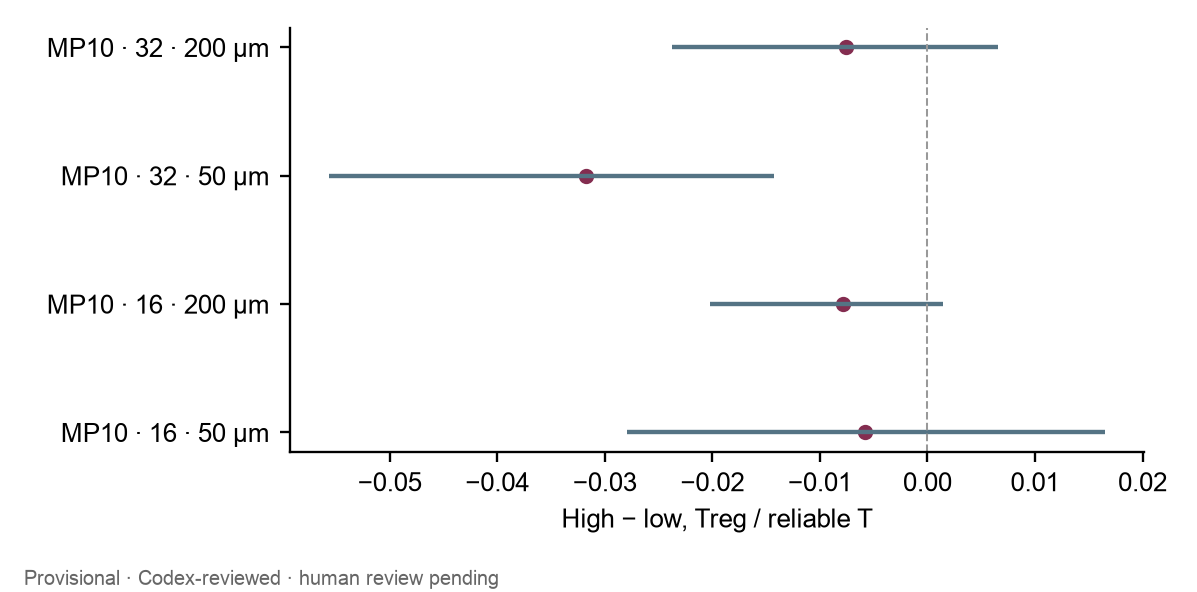 MP10 · 32 · 200 µm
MP10 · 32 · 50 µm
MP10 · 16 · 200 µm
MP10 · 16 · 50 µm
−0.05 −0.04 −0.03 −0.02 −0.01 0.00 0.01 0.02
High − low, Treg / reliable T
Provisional · Codex-reviewed · human review pending